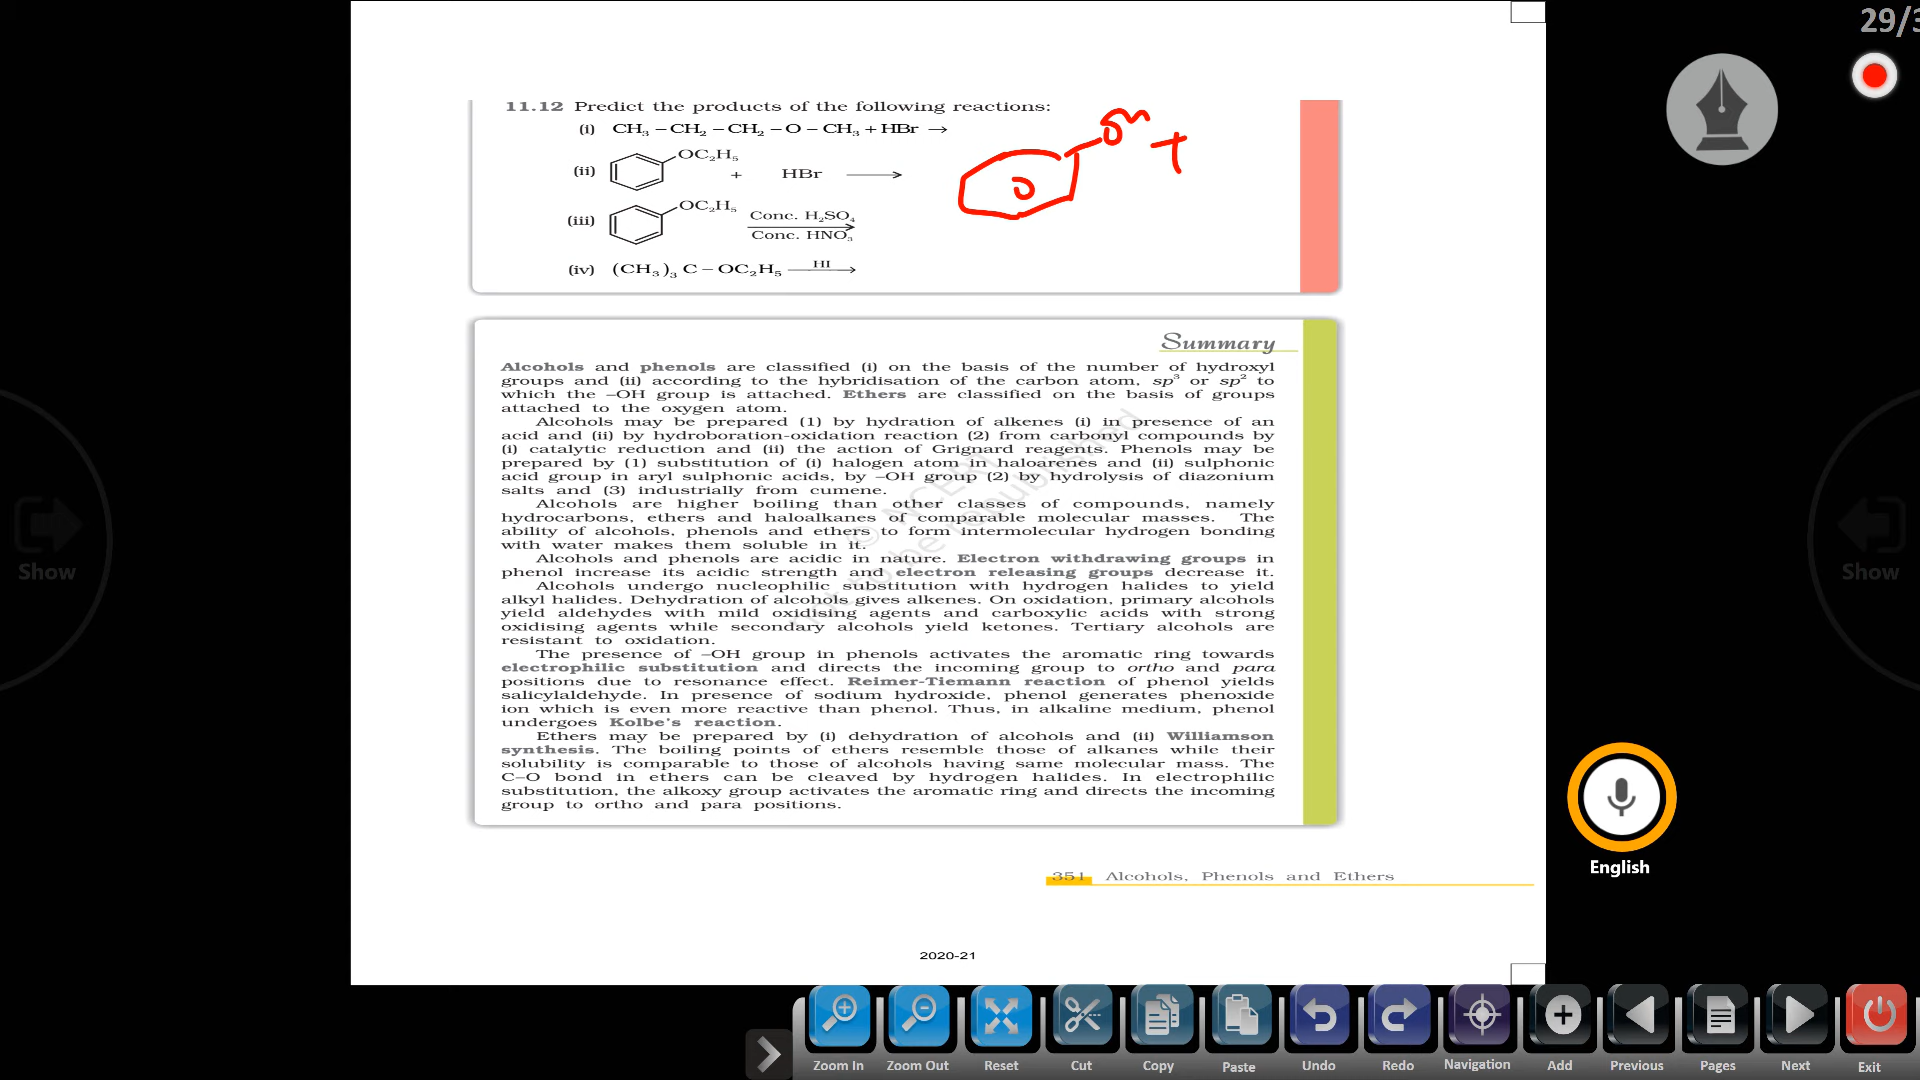 29/3
11.12 Predict the products of the following reactions:
(i) CH₃ – CH₂ – CH₂ – O – CH₃ + HBr →
OH +
(ii) OC₂H₅ + HBr →
(iii) OC₂H₅ Conc. H₂SO₄
Conc. HNO₃
(iv) (CH₃)₃ C – OC₂H₅ HI →
Summary
Alcohols and phenols are classified (i) on the basis of the number of hydroxyl
groups and (ii) according to the hybridisation of the carbon atom, sp³ or sp² to
which the –OH group is attached. Ethers are classified on the basis of groups
attached to the oxygen atom.
Alcohols may be prepared (1) by hydration of alkenes (i) in presence of an
acid and (ii) by hydroboration-oxidation reaction (2) from carbonyl compounds by
(i) catalytic reduction and (ii) the action of Grignard reagents. Phenols may be
prepared by (1) substitution of (i) halogen atom in haloarenes and (ii) sulphonic
acid group in aryl sulphonic acids, by –OH group (2) by hydrolysis of diazonium
salts and (3) industrially from cumene.
Alcohols are higher boiling than other classes of compounds, namely
hydrocarbons, ethers and haloalkanes of comparable molecular masses. The
ability of alcohols, phenols and ethers to form intermolecular hydrogen bonding
with water makes them soluble in it.
Alcohols and phenols are acidic in nature. Electron withdrawing groups in
phenol increase its acidic strength and electron releasing groups decrease it.
Alcohols undergo nucleophilic substitution with hydrogen halides to yield
alkyl halides. Dehydration of alcohols gives alkenes. On oxidation, primary alcohols
yield aldehydes with mild oxidising agents and carboxylic acids with strong
oxidising agents while secondary alcohols yield ketones. Tertiary alcohols are
resistant to oxidation.
The presence of –OH group in phenols activates the aromatic ring towards
electrophilic substitution and directs the incoming group to ortho and para
positions due to resonance effect. Reimer-Tiemann reaction of phenol yields
salicylaldehyde. In presence of sodium hydroxide, phenol generates phenoxide
ion which is even more reactive than phenol. Thus, in alkaline medium, phenol
undergoes Kolbe's reaction.
Ethers may be prepared by (i) dehydration of alcohols and (ii) Williamson
synthesis. The boiling points of ethers resemble those of alkanes while their
solubility is comparable to those of alcohols having same molecular mass. The
C–O bond in ethers can be cleaved by hydrogen halides. In electrophilic
substitution, the alkoxy group activates the aromatic ring and directs the incoming
group to ortho and para positions.
© NCERT
not to be republished
351 Alcohols, Phenols and Ethers
2020-21
Show
Show
English
Zoom In Zoom Out Reset Cut Copy Paste Undo Redo Navigation Add Previous Pages Next Exit